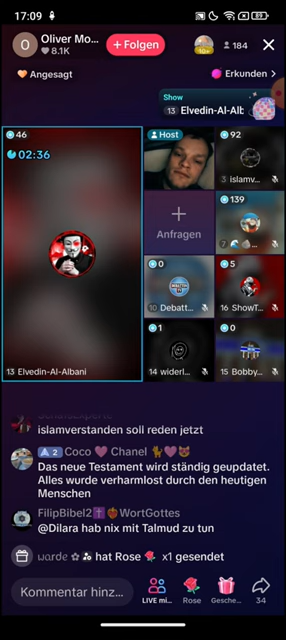 17:09
89
O
Oliver Mo...
8.1K
+ Folgen
10+
184
Angesagt
Erkunden >
Show
13 Elvedin-Al-Alb
46
02:36
13 Elvedin-Al-Albani
Host
92
3 islamv...
+
Anfragen
139
7
0
10 Debatt...
5
16 ShowT...
1
14 widerl...
0
15 Bobby...
islamverstanden soll reden jetzt
A 2 Coco 💜 Chanel
Das neue Testament wird ständig geupdatet.
Alles wurde verharmlost durch den heutigen
Menschen
FilipBibel2✝️WortGottes
@Dilara hab nix mit Talmud zu tun
hat Rose 🌹 x1 gesendet
Kommentar hinz...
LIVE mi...
Rose
Gesche...
34